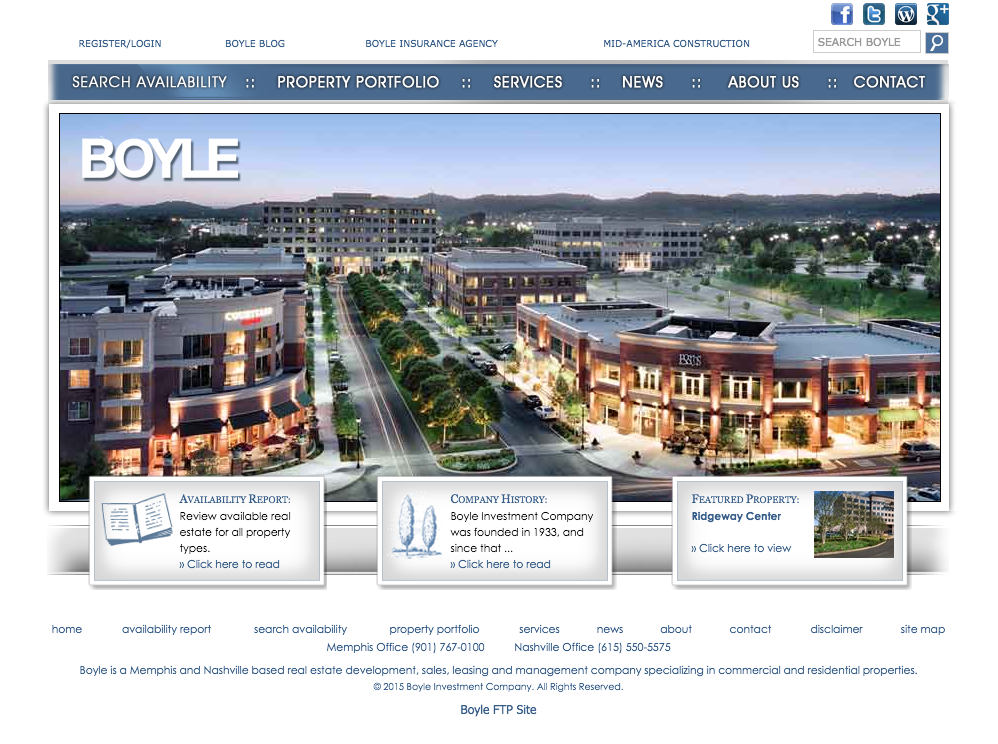 REGISTER/LOGIN
BOYLE BLOG
BOYLE INSURANCE AGENCY
MID-AMERICA CONSTRUCTION
SEARCH BOYLE
SEARCH AVAILABILITY :: PROPERTY PORTFOLIO :: SERVICES :: NEWS :: ABOUT US :: CONTACT
BOYLE
COURTYARD
AVAILABILITY REPORT:
Review available real
estate for all property
types.
» Click here to read
COMPANY HISTORY:
Boyle Investment Company
was founded in 1933, and
since that ...
» Click here to read
FEATURED PROPERTY:
Ridgeway Center
» Click here to view
home availability report search availability property portfolio services news about contact disclaimer site map
Memphis Office (901) 767-0100 Nashville Office (615) 550-5575
Boyle is a Memphis and Nashville based real estate development, sales, leasing and management company specializing in commercial and residential properties.
© 2015 Boyle Investment Company. All Rights Reserved.
Boyle FTP Site